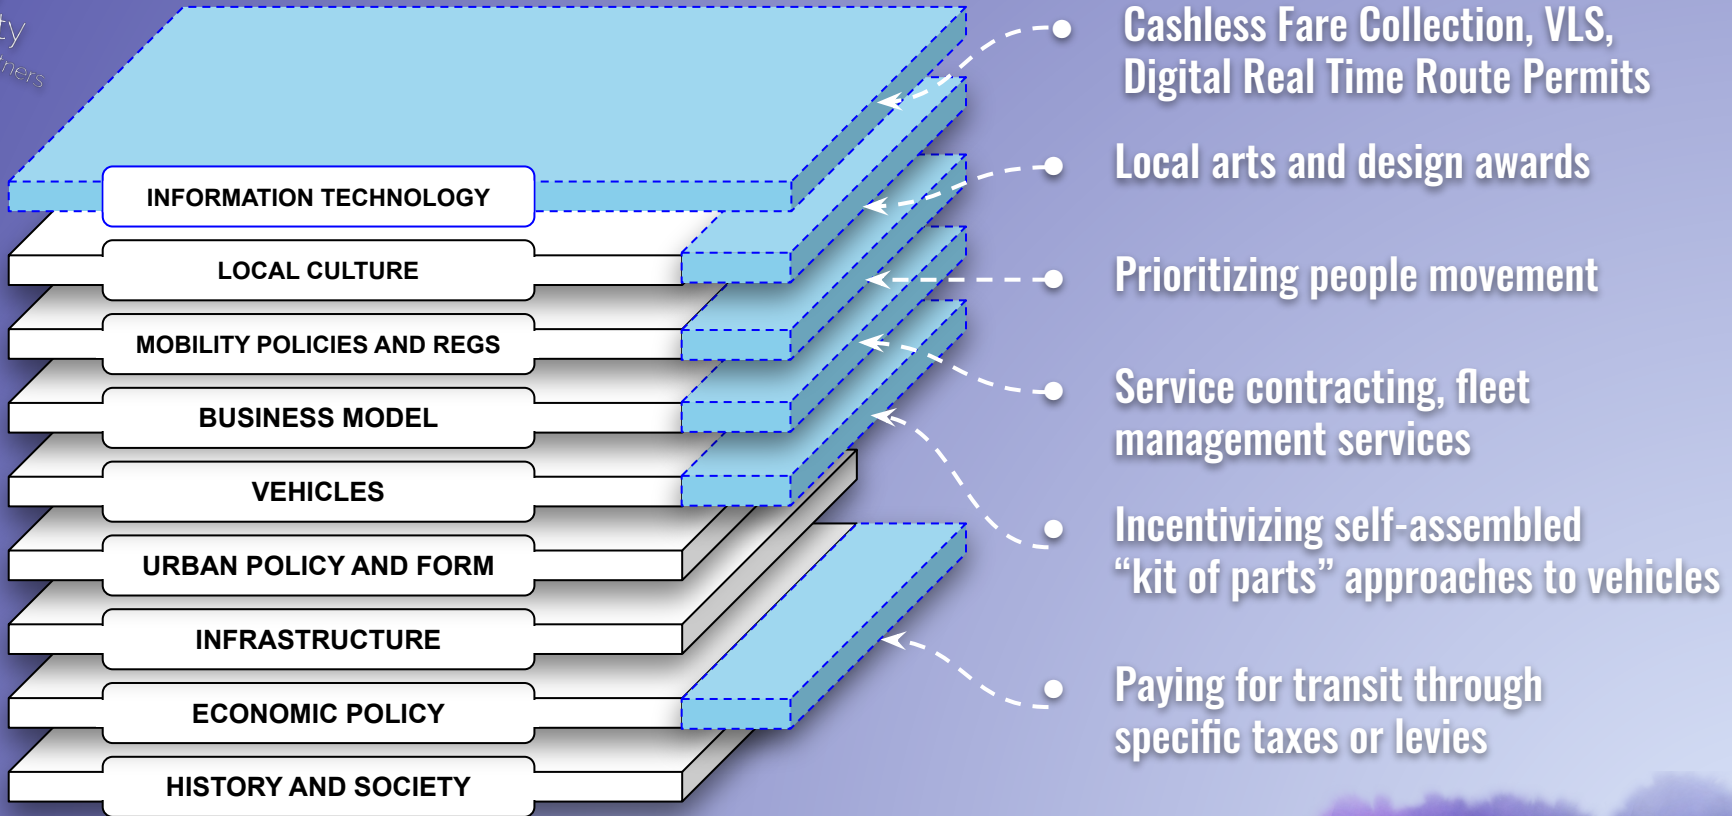 INFORMATION TECHNOLOGY
LOCAL CULTURE
MOBILITY POLICIES AND REGS
BUSINESS MODEL
VEHICLES
URBAN POLICY AND FORM
INFRASTRUCTURE
ECONOMIC POLICY
HISTORY AND SOCIETY
Cashless Fare Collection, VLS,
Digital Real Time Route Permits
Local arts and design awards
Prioritizing people movement
Service contracting, fleet
management services
Incentivizing self-assembled
“kit of parts” approaches to vehicles
Paying for transit through
specific taxes or levies